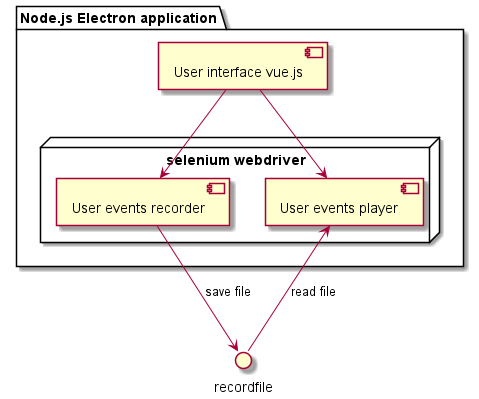 Node.js Electron application
User interface vue.js
selenium webdriver
User events recorder
User events player
save file
read file
recordfile